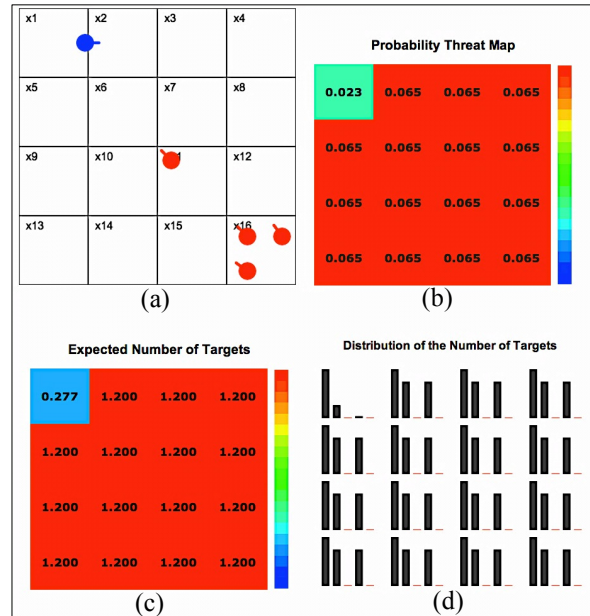 x1 x2 x3 x4
x5 x6 x7 x8
x9 x10 x12
x13 x14 x15 x16
(a)
Probability Threat Map
0.023 0.065 0.065 0.065
0.065 0.065 0.065 0.065
0.065 0.065 0.065 0.065
0.065 0.065 0.065 0.065
(b)
Expected Number of Targets
0.277 1.200 1.200 1.200
1.200 1.200 1.200 1.200
1.200 1.200 1.200 1.200
1.200 1.200 1.200 1.200
(c)
Distribution of the Number of Targets
(d)